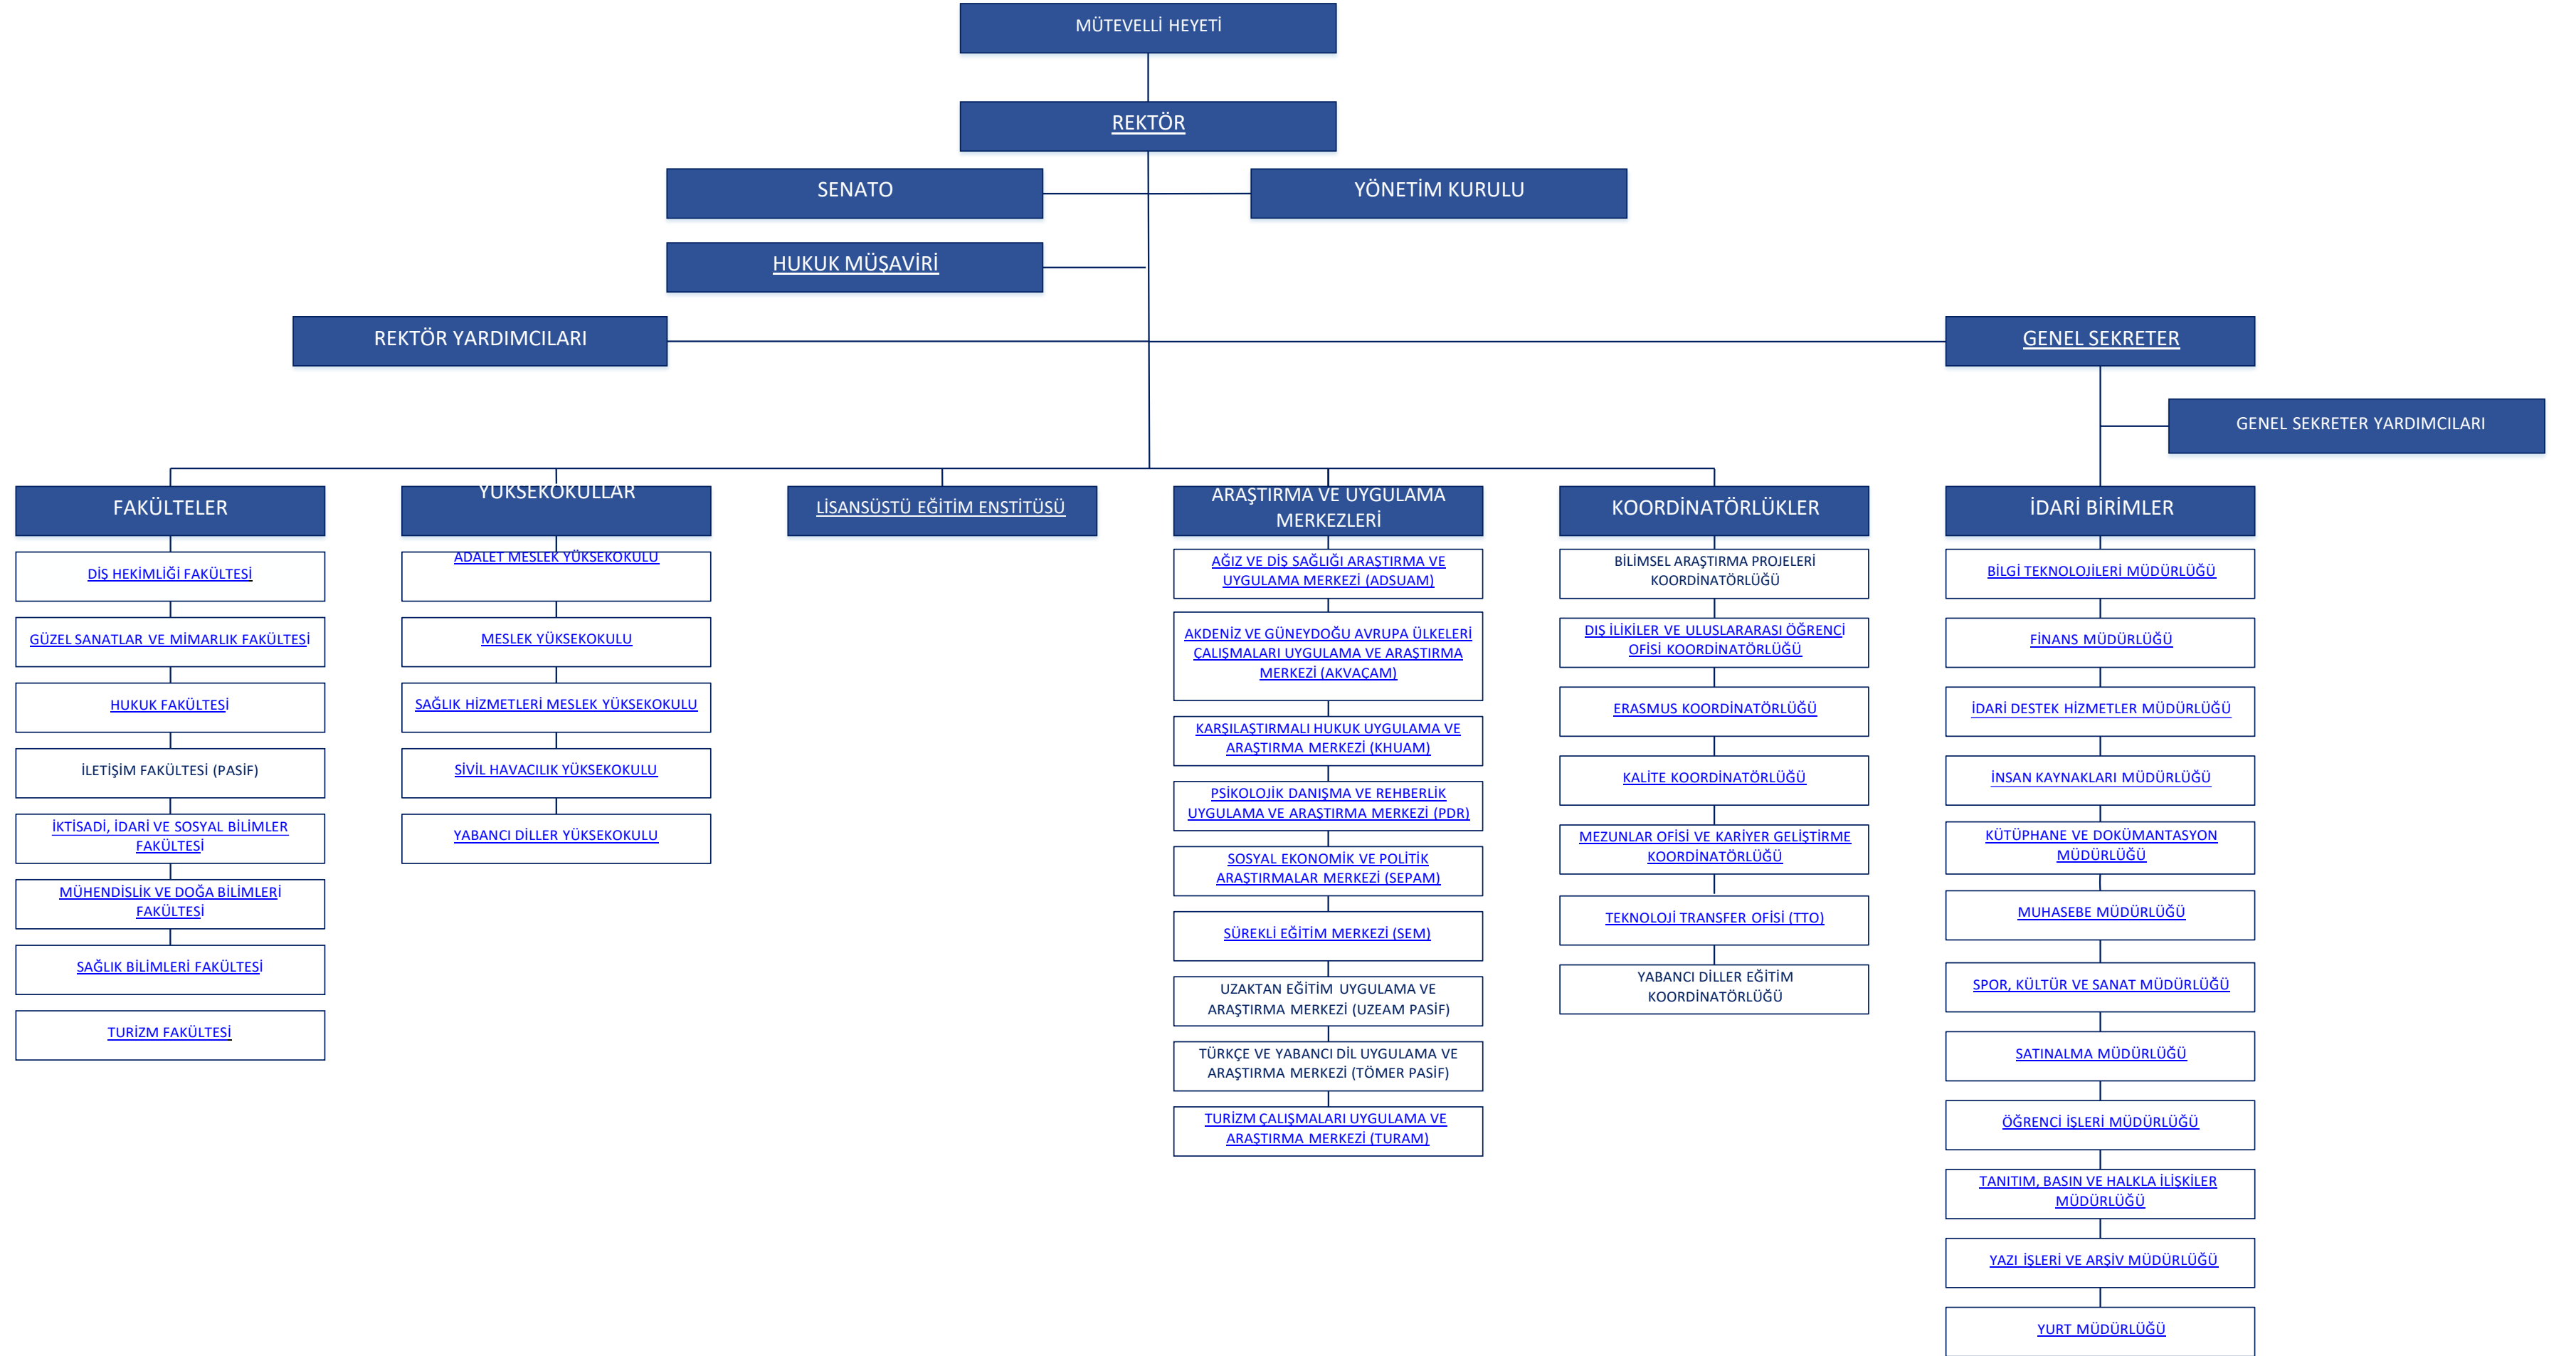 MÜTEVELLİ HEYETİ
REKTÖR
SENATO
YÖNETİM KURULU
HUKUK MÜŞAVİRİ
REKTÖR YARDIMCILARI
GENEL SEKRETER
GENEL SEKRETER YARDIMCILARI
FAKÜLTELER
DİŞ HEKİMLİĞİ FAKÜLTESİ
GÜZEL SANATLAR VE MİMARLIK FAKÜLTESİ
HUKUK FAKÜLTESİ
İLETİŞİM FAKÜLTESİ (PASİF)
İKTİSADİ, İDARİ VE SOSYAL BİLİMLER
FAKÜLTESİ
MÜHENDİSLİK VE DOĞA BİLİMLERİ
FAKÜLTESİ
SAĞLIK BİLİMLERİ FAKÜLTESİ
TURİZM FAKÜLTESİ
YÜKSEKOKULLAR
ADALET MESLEK YÜKSEKOKULU
MESLEK YÜKSEKOKULU
SAĞLIK HİZMETLERİ MESLEK YÜKSEKOKULU
SİVİL HAVACILIK YÜKSEKOKULU
YABANCI DİLLER YÜKSEKOKULU
LİSANSÜSTÜ EĞİTİM ENSTİTÜSÜ
ARAŞTIRMA VE UYGULAMA
MERKEZLERİ
AĞIZ VE DİŞ SAĞLIĞI ARAŞTIRMA VE
UYGULAMA MERKEZİ (ADSUAM)
AKDENİZ VE GÜNEYDOĞU AVRUPA ÜLKELERİ
ÇALIŞMALARI UYGULAMA VE ARAŞTIRMA
MERKEZİ (AKVAÇAM)
KARŞILAŞTIRMALI HUKUK UYGULAMA VE
ARAŞTIRMA MERKEZİ (KHUAM)
PSİKOLOJİK DANIŞMA VE REHBERLİK
UYGULAMA VE ARAŞTIRMA MERKEZİ (PDR)
SOSYAL EKONOMİK VE POLİTİK
ARAŞTIRMALAR MERKEZİ (SEPAM)
SÜREKLİ EĞİTİM MERKEZİ (SEM)
UZAKTAN EĞİTİM UYGULAMA VE
ARAŞTIRMA MERKEZİ (UZEAM PASİF)
TÜRKÇE VE YABANCI DİL UYGULAMA VE
ARAŞTIRMA MERKEZİ (TÖMER PASİF)
TURİZM ÇALIŞMALARI UYGULAMA VE
ARAŞTIRMA MERKEZİ (TURAM)
KOORDİNATÖRLÜKLER
BİLİMSEL ARAŞTIRMA PROJELERİ
KOORDİNATÖRLÜĞÜ
DIŞ İLİKİLER VE ULUSLARARASI ÖĞRENCİ
OFİSİ KOORDİNATÖRLÜĞÜ
ERASMUS KOORDİNATÖRLÜĞÜ
KALİTE KOORDİNATÖRLÜĞÜ
MEZUNLAR OFİSİ VE KARİYER GELİŞTİRME
KOORDİNATÖRLÜĞÜ
TEKNOLOJİ TRANSFER OFİSİ (TTO)
YABANCI DİLLER EĞİTİM
KOORDİNATÖRLÜĞÜ
İDARİ BİRİMLER
BİLGİ TEKNOLOJİLERİ MÜDÜRLÜĞÜ
FİNANS MÜDÜRLÜĞÜ
İDARİ DESTEK HİZMETLER MÜDÜRLÜĞÜ
İNSAN KAYNAKLARI MÜDÜRLÜĞÜ
KÜTÜPHANE VE DOKÜMANTASYON
MÜDÜRLÜĞÜ
MUHASEBE MÜDÜRLÜĞÜ
SPOR, KÜLTÜR VE SANAT MÜDÜRLÜĞÜ
SATINALMA MÜDÜRLÜĞÜ
ÖĞRENCİ İŞLERİ MÜDÜRLÜĞÜ
TANITIM, BASIN VE HALKLA İLİŞKİLER
MÜDÜRLÜĞÜ
YAZI İŞLERİ VE ARŞİV MÜDÜRLÜĞÜ
YURT MÜDÜRLÜĞÜ